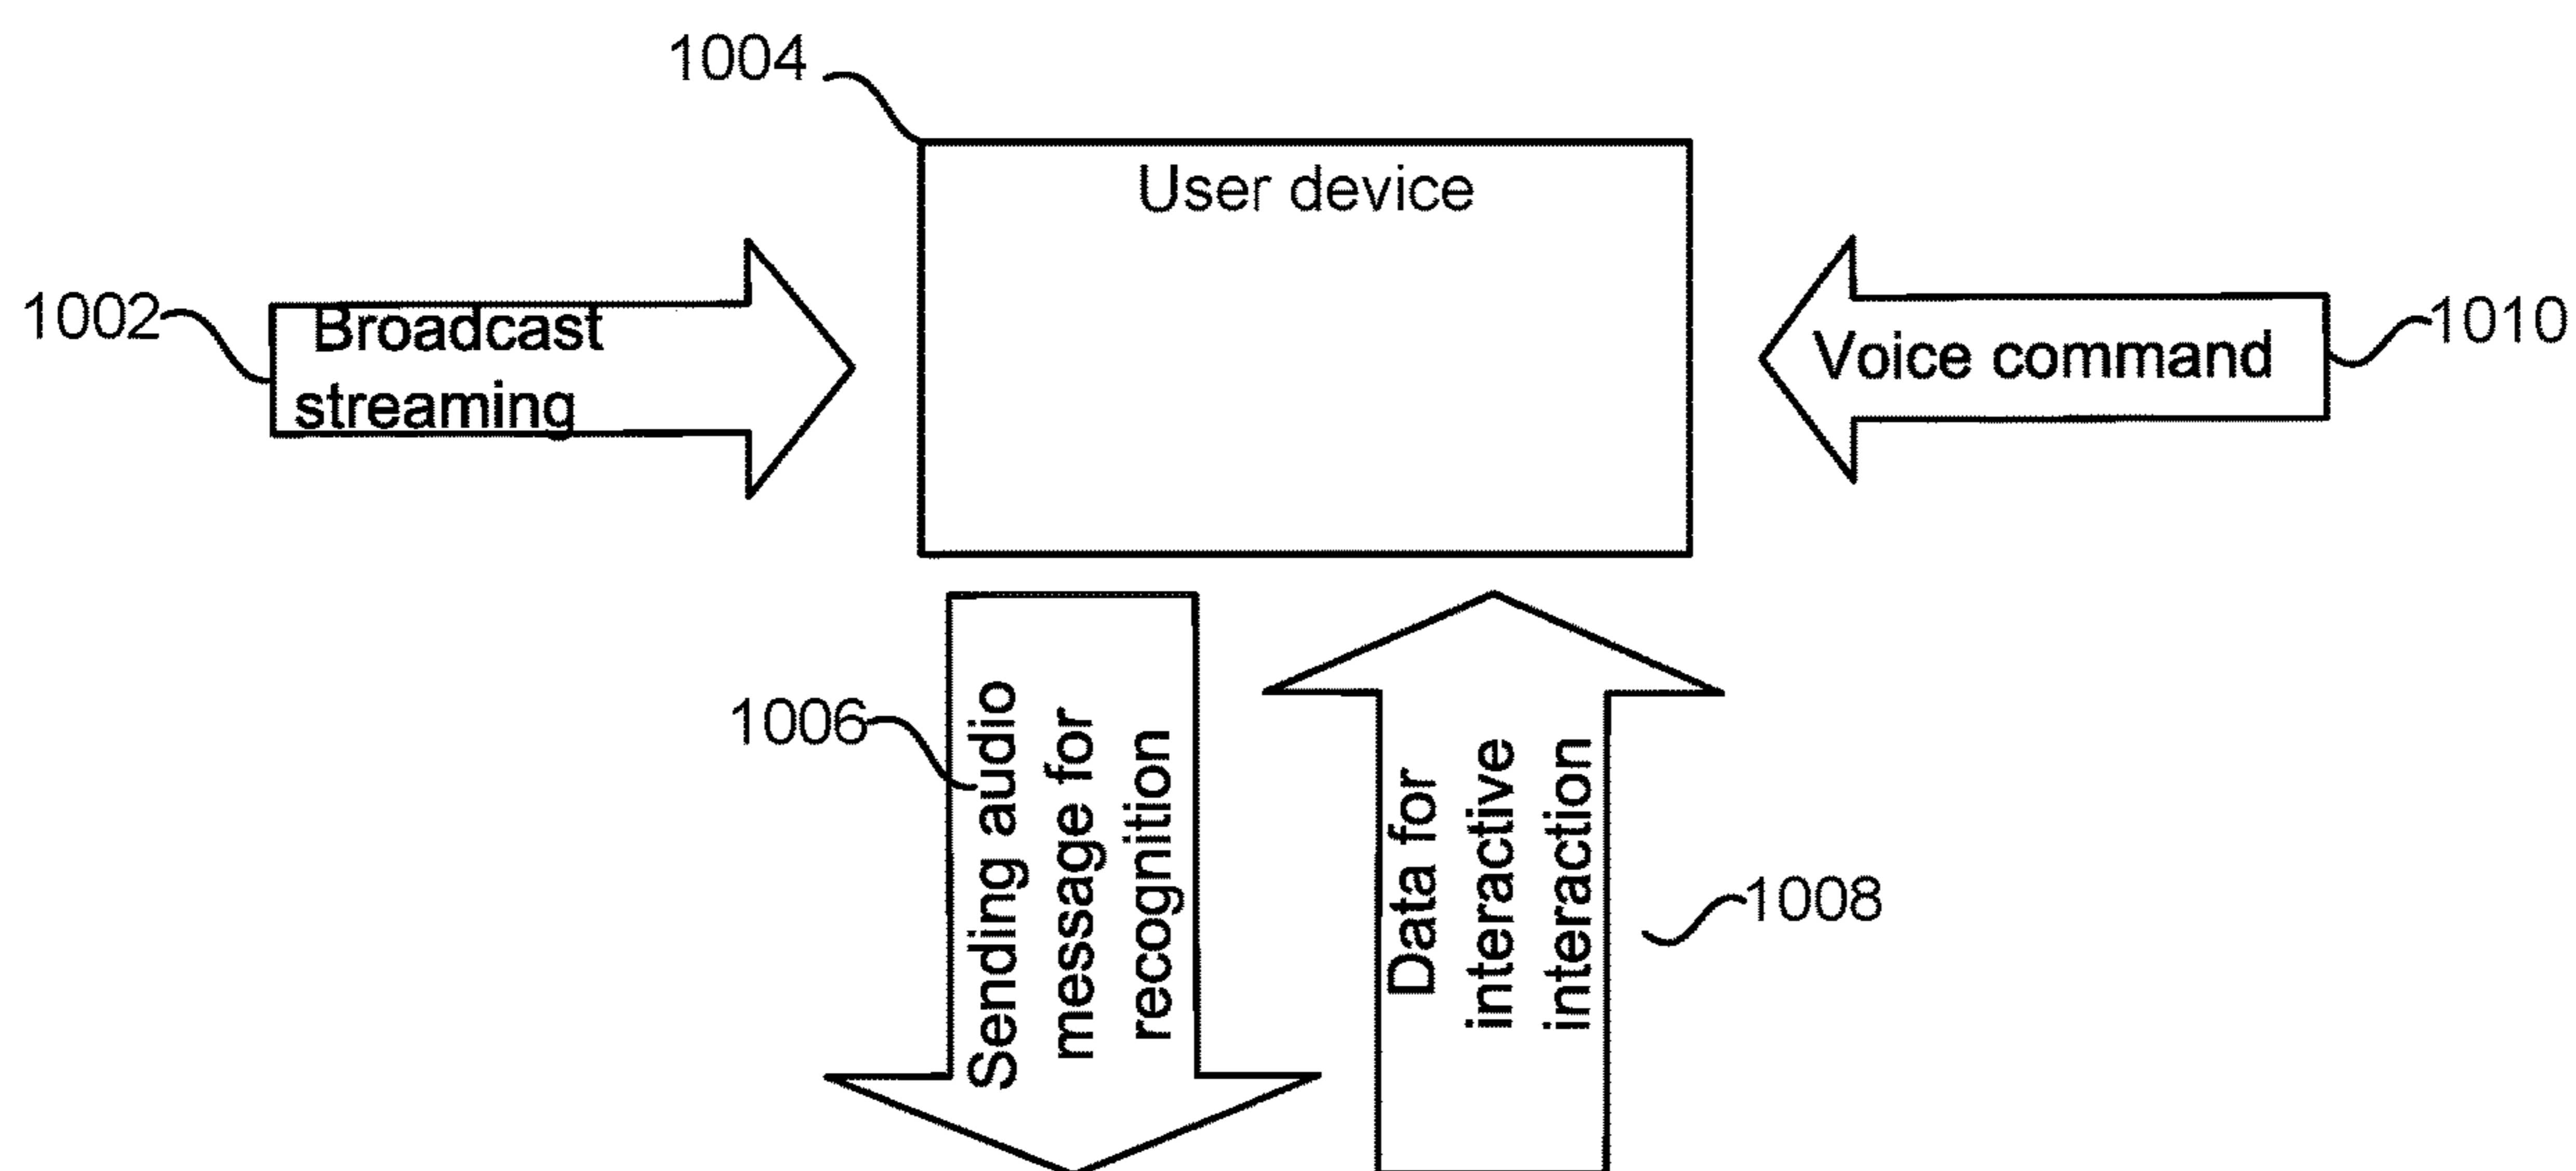 1004
User device
1002
Broadcast
streaming
Voice command
1010
1006
Sending audio
message for
recognition
Data for
interactive
interaction
1008